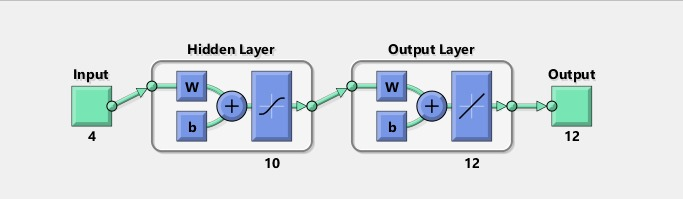 Hidden Layer
Output Layer
Input
Output
W
W
b
b
4
12
10
12